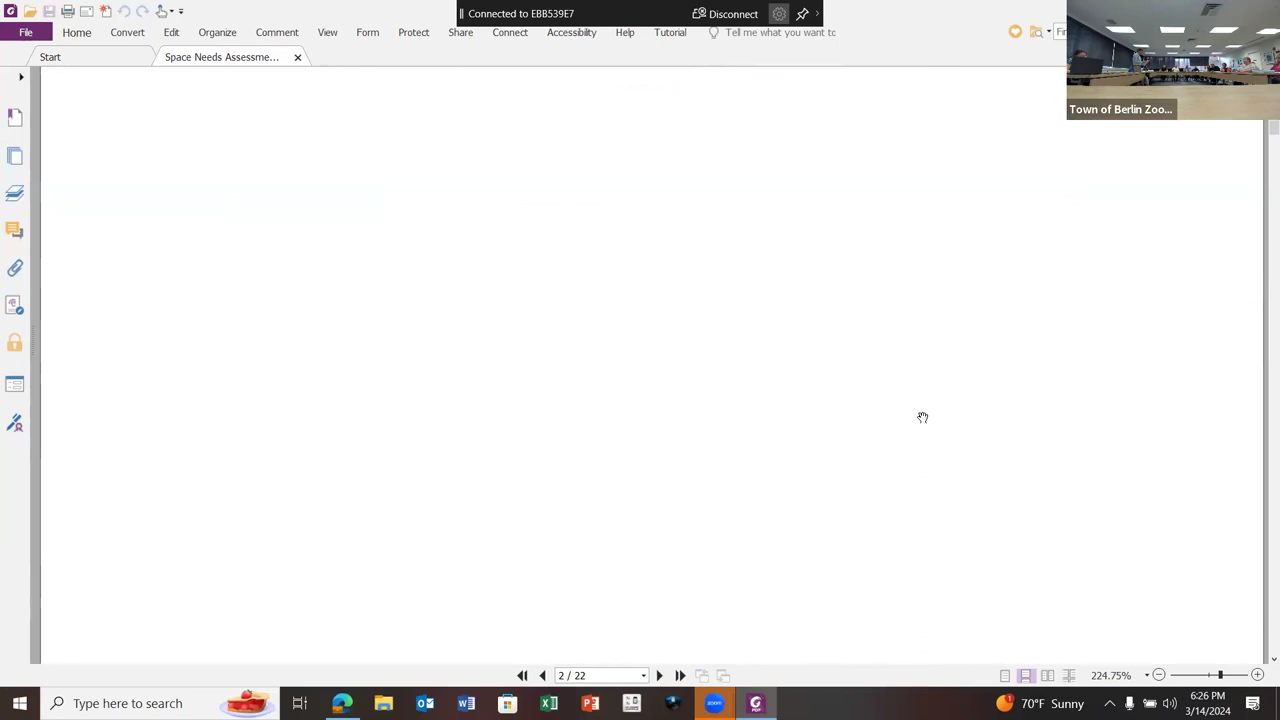 Connected to EBB539E7
Disconnect
File
Home
Convert
Edit
Organize
Comment
View
Form
Protect
Share
Connect
Accessibility
Help
Tutorial
Tell me what you want to
Start
Space Needs Assessme...
Town of Berlin Zoo...
2 / 22
224.75%
Type here to search
1
70°F Sunny
6:26 PM
3/14/2024